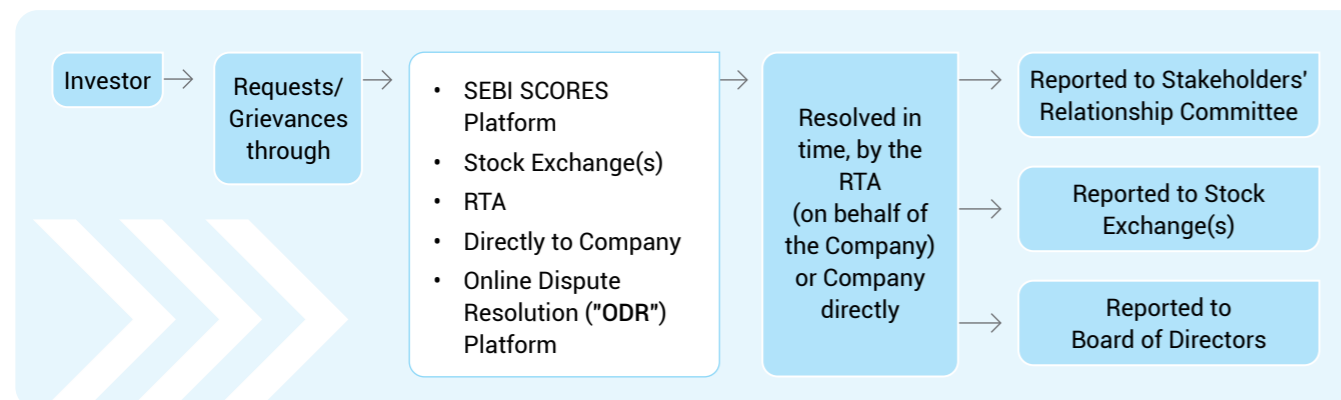 Investor
Requests/
Grievances
through
• SEBI SCORES
Platform
• Stock Exchange(s)
• RTA
• Directly to Company
• Online Dispute
Resolution ("ODR")
Platform
Resolved in
time, by the
RTA
(on behalf of
the Company)
or Company
directly
Reported to Stakeholders'
Relationship Committee
Reported to Stock
Exchange(s)
Reported to
Board of Directors